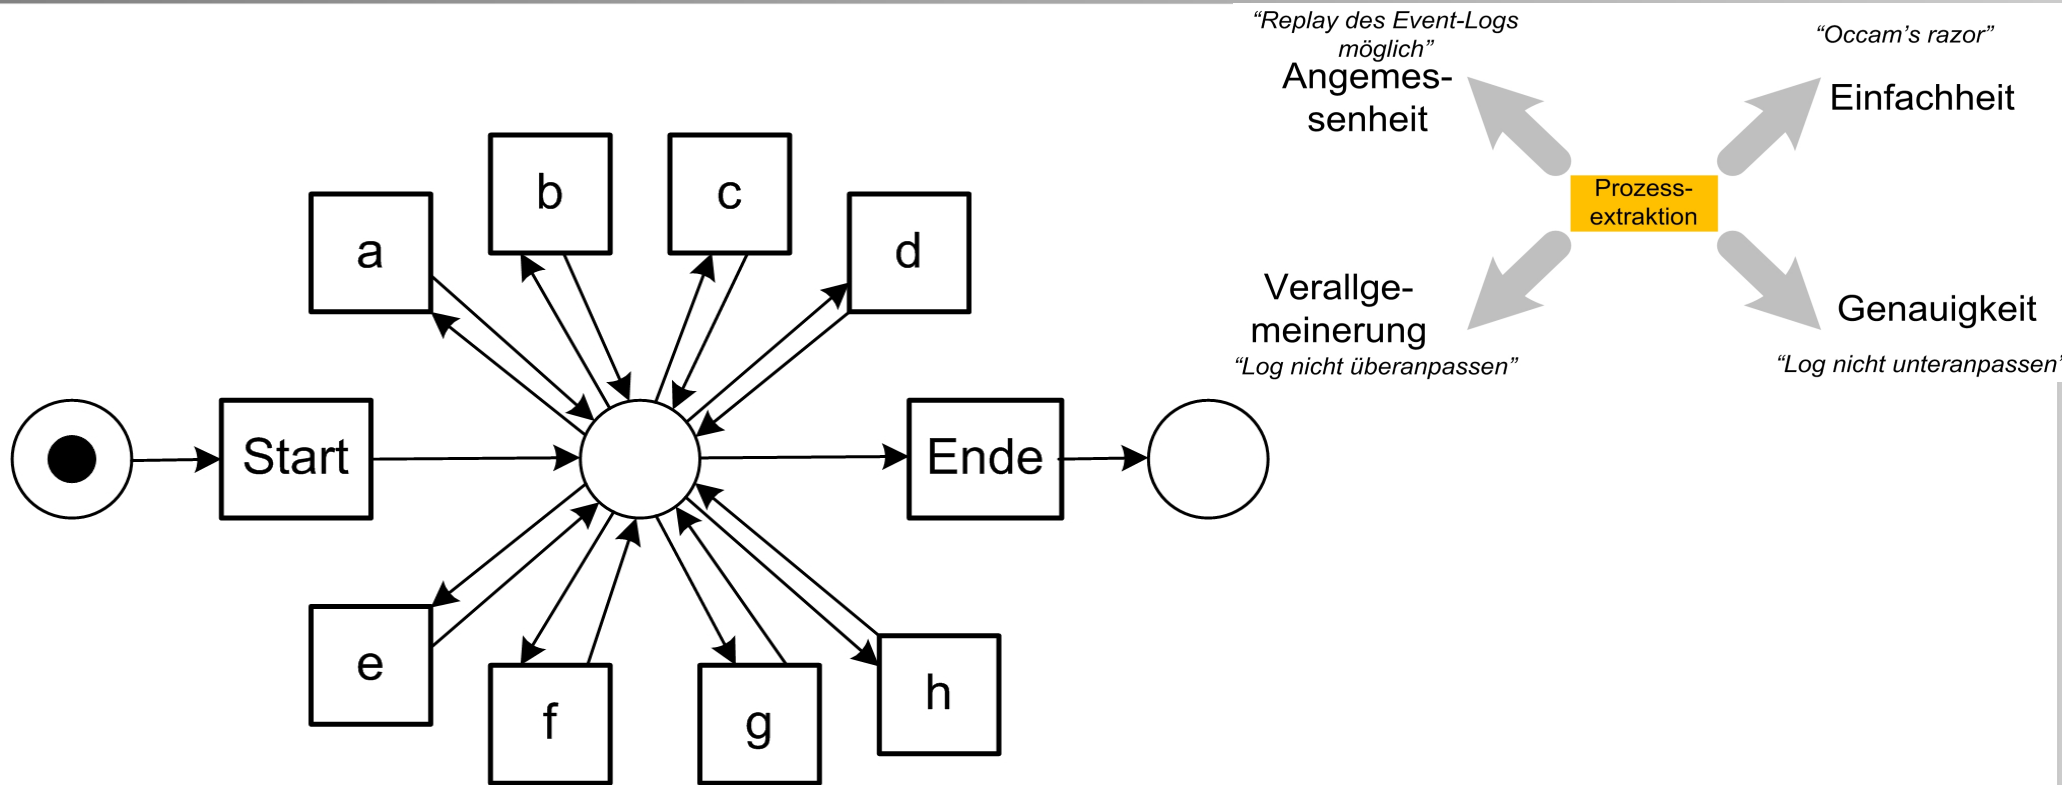 “Replay des Event-Logs
möglich”
Angemes-
senheit
“Occam’s razor”
Einfachheit
Prozess-
extraktion
Verallge-
meinerung
“Log nicht überanpassen”
Genauigkeit
“Log nicht unteranpassen”
b
c
a
d
Start
Ende
e
f
g
h